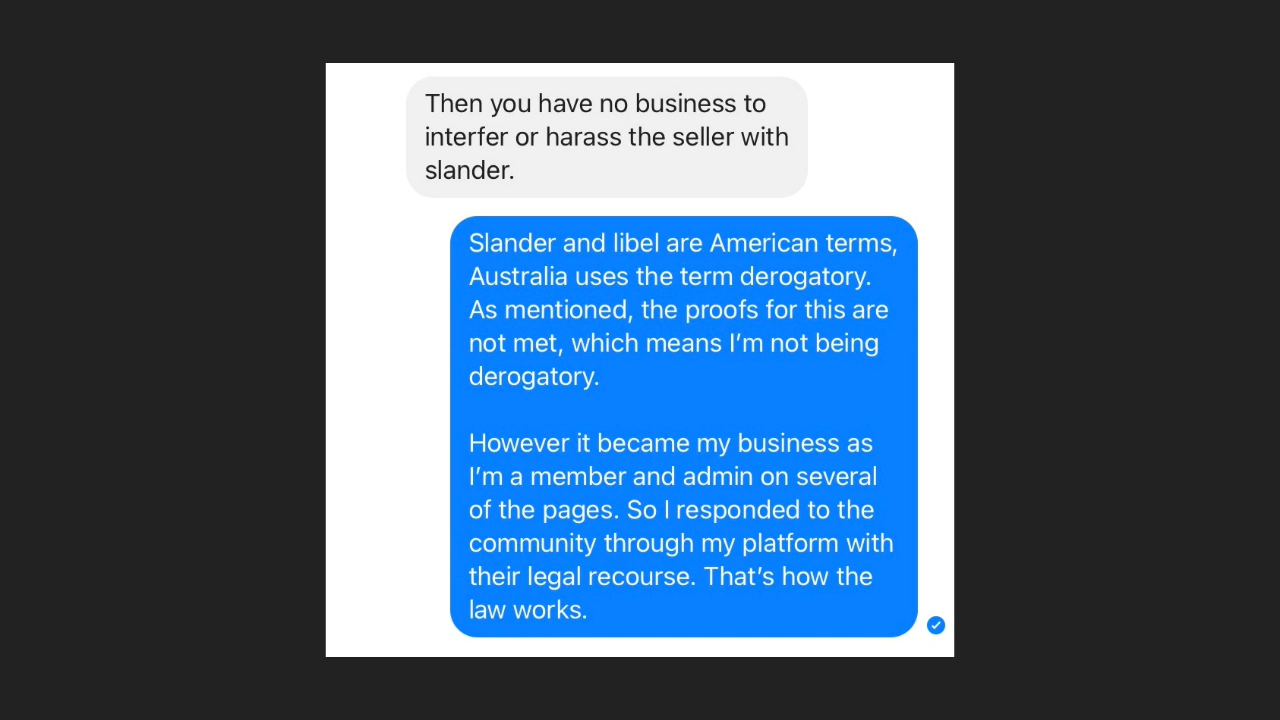 Then you have no business to
interfer or harass the seller with
slander.
Slander and libel are American terms,
Australia uses the term derogatory.
As mentioned, the proofs for this are
not met, which means I’m not being
derogatory.
However it became my business as
I’m a member and admin on several
of the pages. So I responded to the
community through my platform with
their legal recourse. That’s how the
law works.